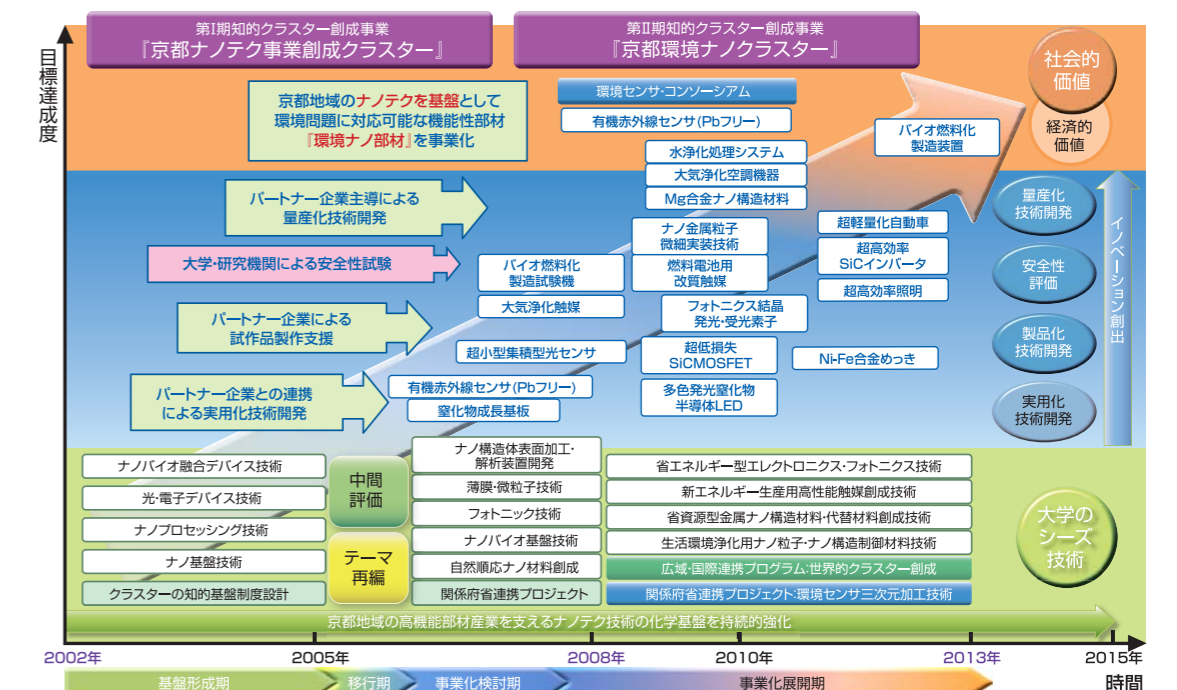 第Ⅰ期知的クラスター創成事業
『京都ナノテク事業創成クラスター』
第Ⅱ期知的クラスター創成事業
『京都環境ナノクラスター』
目標達成度
社会的
価値
経済的
価値
京都地域のナノテクを基盤として
環境問題に対応可能な機能性部材
『環境ナノ部材』を事業化
環境センサ・コンソーシアム
有機赤外線センサ(Pbフリー)
バイオ燃料化
製造装置
水浄化処理システム
大気浄化空調機器
Mg合金ナノ構造材料
パートナー企業主導による
量産化技術開発
量産化
技術開発
イノベーション創出
ナノ金属粒子
微細実装技術
超軽量化自動車
大学・研究機関による安全性試験
バイオ燃料化
製造試験機
燃料電池用
改質触媒
超高効率
SiCインバータ
安全性
評価
大気浄化触媒
フォトニクス結晶
発光・受光素子
超高効率照明
パートナー企業による
試作品製作支援
超小型集積型光センサ
超低損失
SiCMOSFET
Ni-Fe合金めっき
製品化
技術開発
パートナー企業との連携
による実用化技術開発
有機赤外線センサ(Pbフリー)
窒化物成長基板
多色発光窒化物
半導体LED
実用化
技術開発
ナノバイオ融合デバイス技術
光・電子デバイス技術
ナノプロセッシング技術
ナノ基盤技術
クラスターの知的基盤制度設計
中間
評価
テーマ
再編
ナノ構造体表面加工・
解析装置開発
薄膜・微粒子技術
フォトニック技術
ナノバイオ基盤技術
自然順応ナノ材料創成
関係府省連携プロジェクト
省エネルギー型エレクトロニクス・フォトニクス技術
新エネルギー生産用高性能触媒創成技術
省資源型金属ナノ構造材料・代替材料創成技術
生活環境浄化用ナノ粒子・ナノ構造制御材料技術
広域・国際連携プログラム:世界的クラスター創成
関係府省連携プロジェクト:環境センサ三次元加工技術
大学の
シーズ
技術
京都地域の高機能部材産業を支えるナノテク技術の化学基盤を持続的強化
2002年
2005年
2008年
2010年
2013年
2015年
基盤形成期
移行期
事業化検討期
事業化展開期
時間